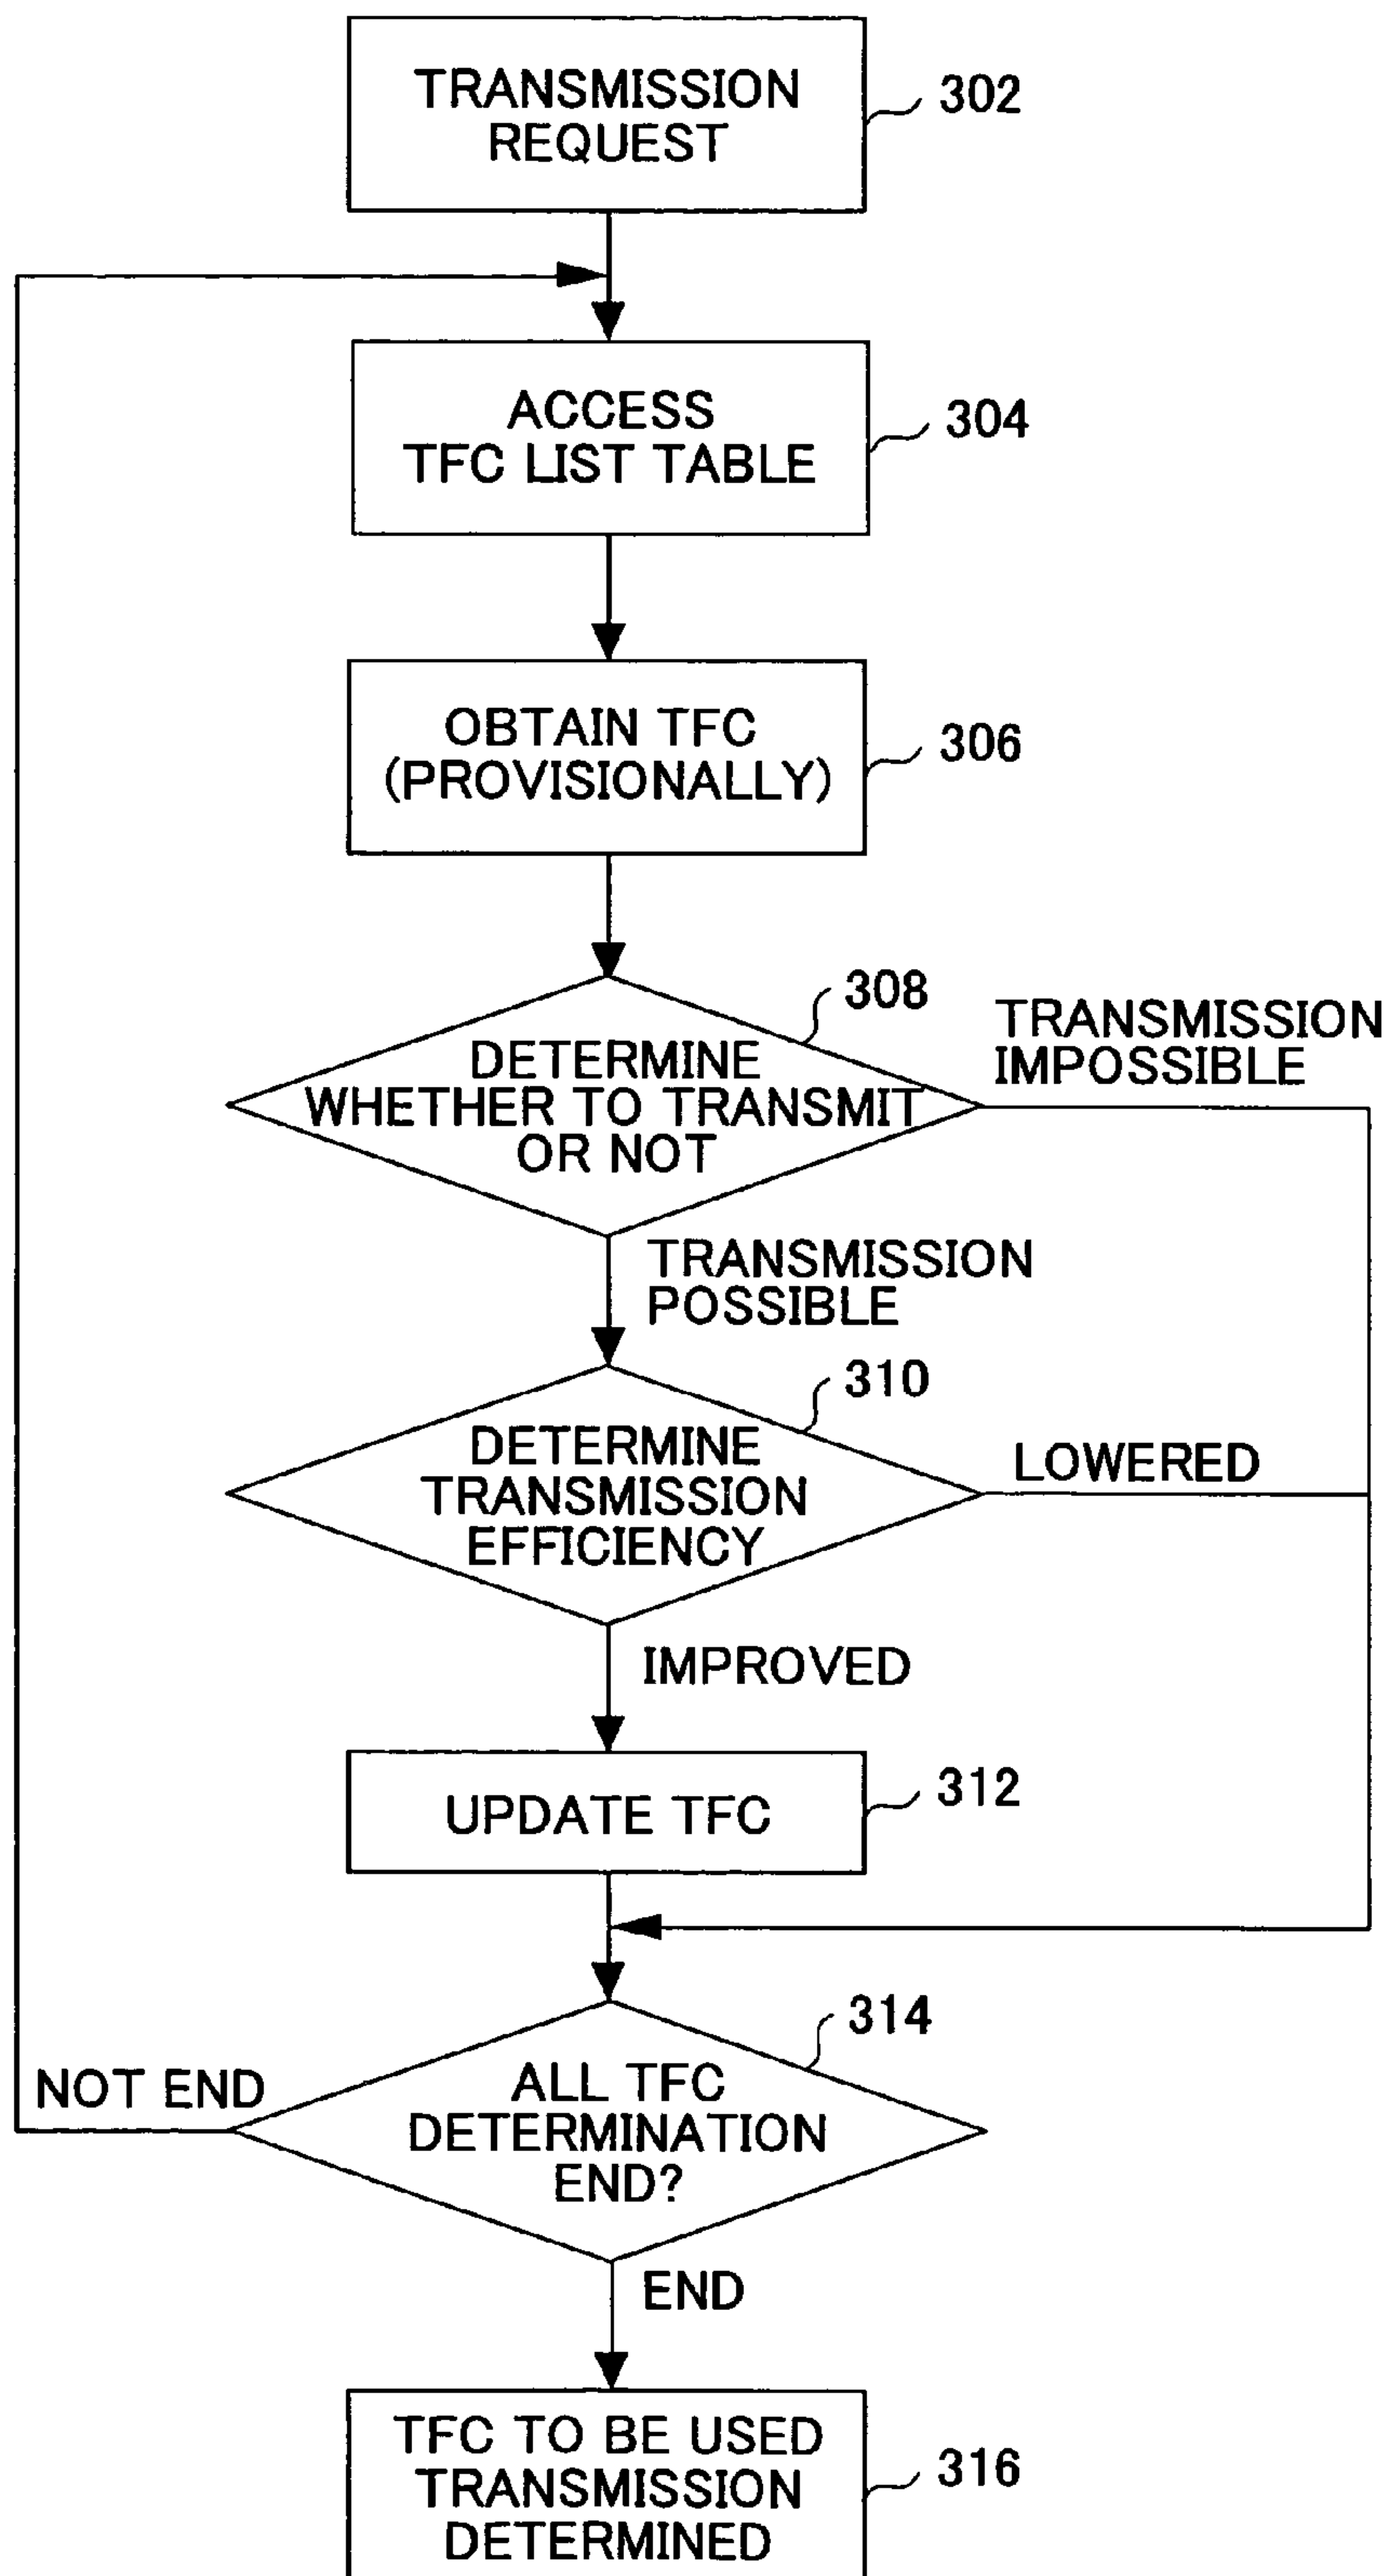 TRANSMISSION
REQUEST
302
ACCESS
TFC LIST TABLE
304
OBTAIN TFC
(PROVISIONALLY)
306
308
TRANSMISSION
IMPOSSIBLE
DETERMINE
WHETHER TO TRANSMIT
OR NOT
TRANSMISSION
POSSIBLE
310
DETERMINE
TRANSMISSION
EFFICIENCY
LOWERED
IMPROVED
UPDATE TFC
312
314
NOT END
ALL TFC
DETERMINATION
END?
END
TFC TO BE USED
TRANSMISSION
DETERMINED
316